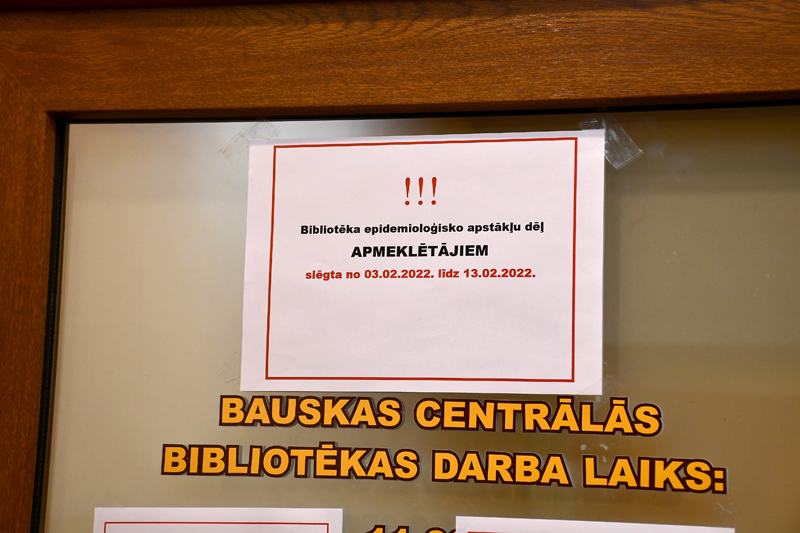 !!!
Bibliotēka epidemioloģisko apstākļu dēļ
APMEKLĒTĀJIEM
slēgta no 03.02.2022. līdz 13.02.2022.
BAUSKAS CENTRĀLĀS
BIBLIOTĒKAS DARBA LAIKS: